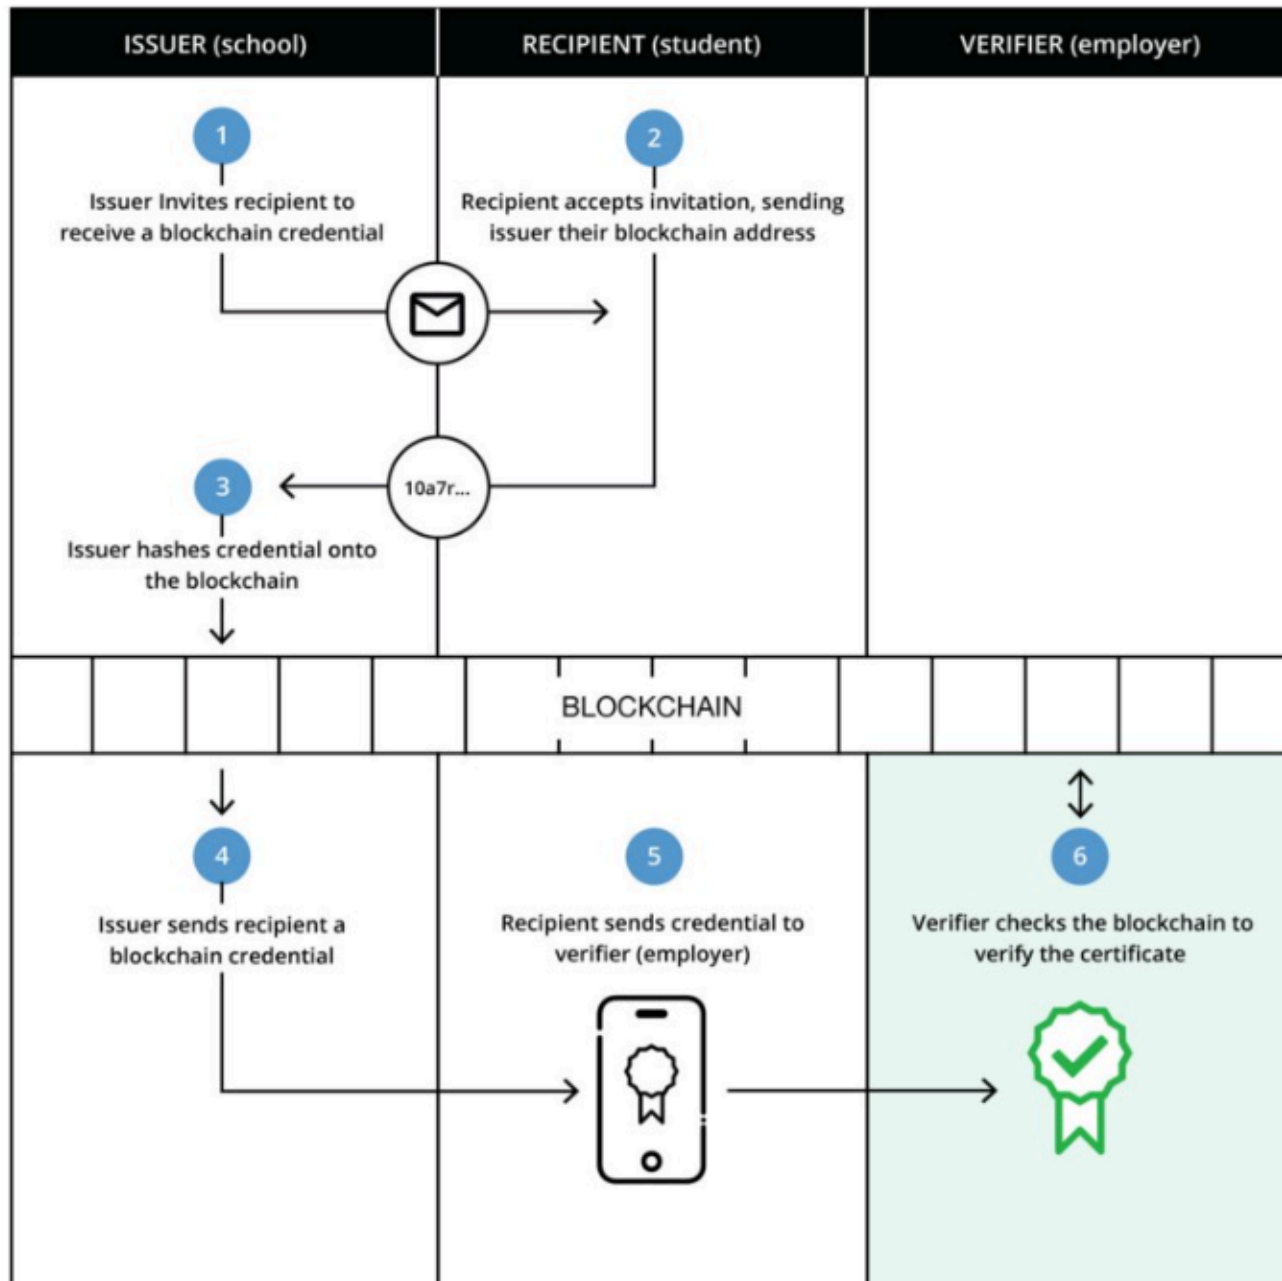 ISSUER (school)
RECIPIENT (student)
VERIFIER (employer)
1
Issuer Invites recipient to
receive a blockchain credential
2
Recipient accepts invitation, sending
issuer their blockchain address
10a7r...
3
Issuer hashes credential onto
the blockchain
BLOCKCHAIN
4
Issuer sends recipient a
blockchain credential
5
Recipient sends credential to
verifier (employer)
6
Verifier checks the blockchain to
verify the certificate